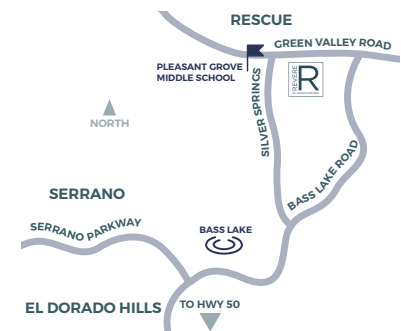 RESCUE
GREEN VALLEY ROAD
PLEASANT GROVE
MIDDLE SCHOOL
REVERE
R
SILVER SPRINGS
NORTH
BASS LAKE ROAD
SERRANO
SERRANO PARKWAY
BASS LAKE
EL DORADO HILLS
TO HWY 50